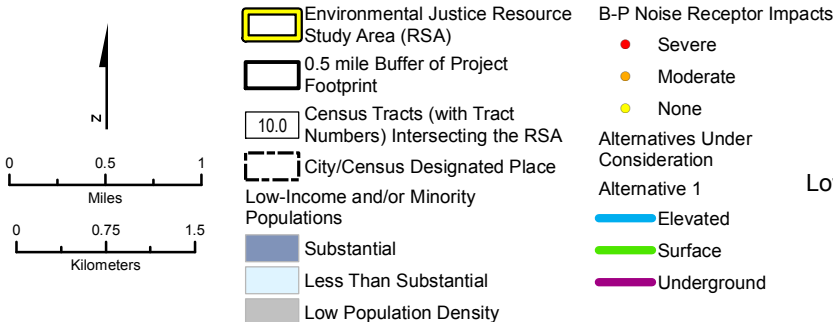 N
0 0.5 1
Miles
0 0.75 1.5
Kilometers
Environmental Justice Resource
Study Area (RSA)
0.5 mile Buffer of Project
Footprint
10.0
Census Tracts (with Tract
Numbers) Intersecting the RSA
City/Census Designated Place
Low-Income and/or Minority
Populations
Substantial
Less Than Substantial
Low Population Density
B-P Noise Receptor Impacts
Severe
Moderate
None
Alternatives Under
Consideration
Alternative 1
Elevated
Surface
Underground